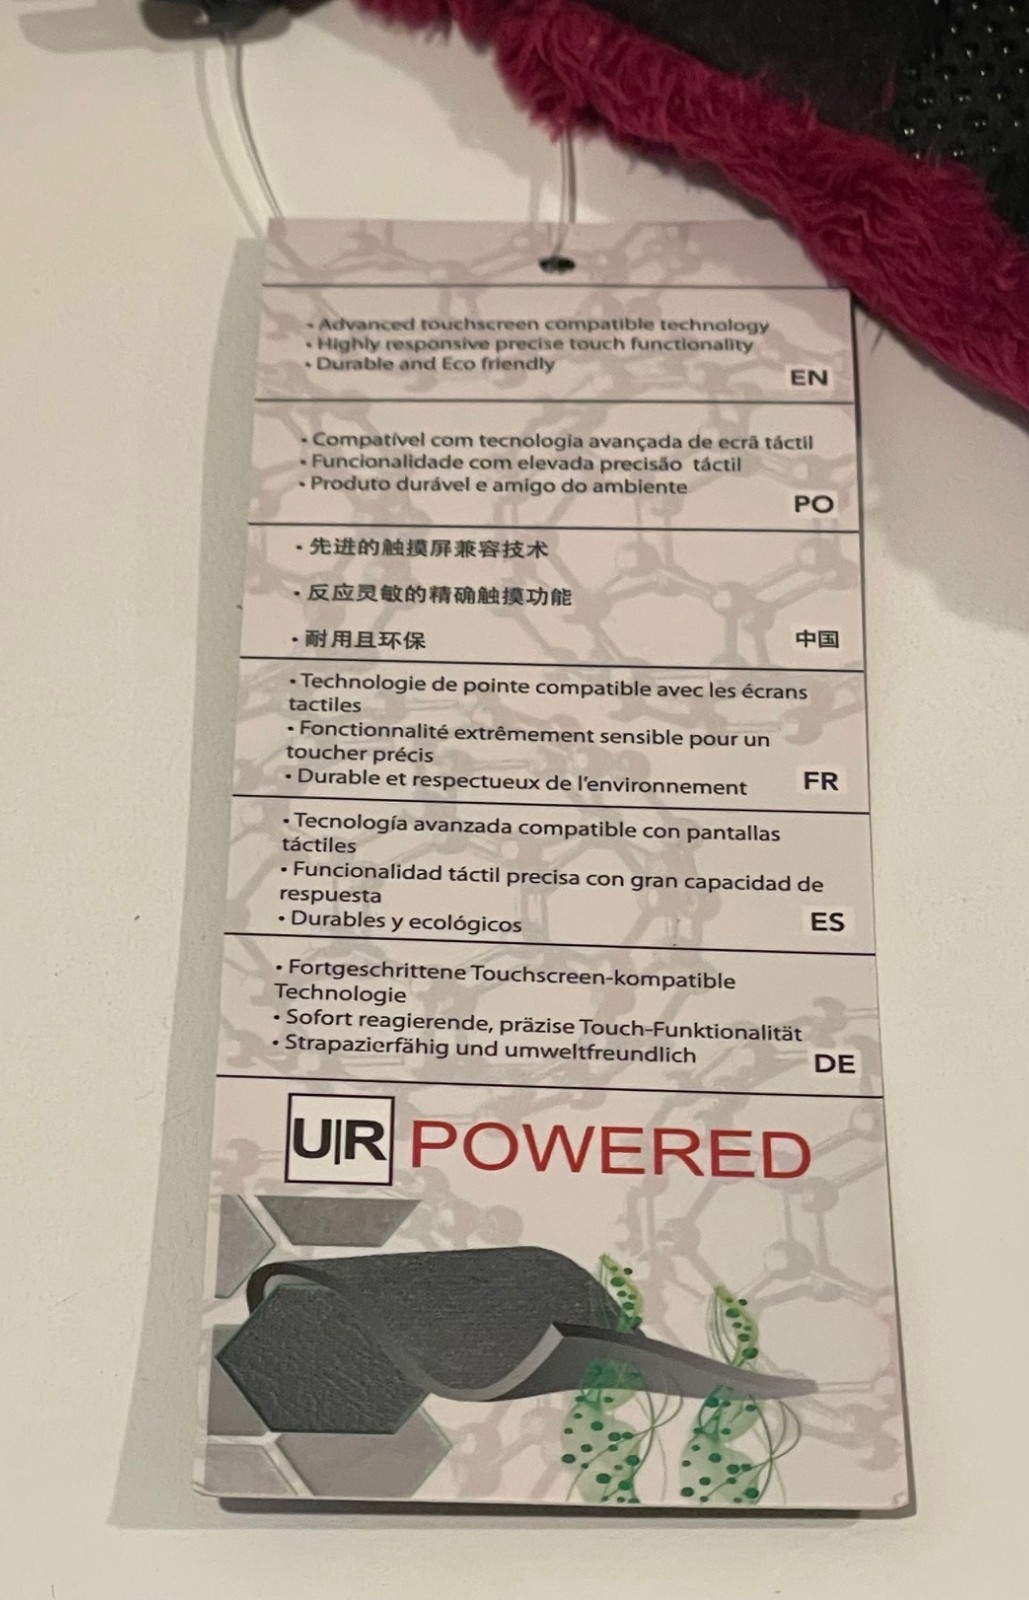 • Advanced touchscreen compatible technology
• Highly responsive precise touch functionality
• Durable and Eco friendly
EN
• Compatível com tecnologia avançada de ecrã táctil
• Funcionalidade com elevada precisão táctil
• Produto durável e amigo do ambiente
PO
• 先进的触摸屏兼容技术
• 反应灵敏的精确触摸功能
• 耐用且环保
中国
• Technologie de pointe compatible avec les écrans
tactiles
• Fonctionnalité extrêmement sensible pour un
toucher précis
• Durable et respectueux de l'environnement
FR
• Tecnología avanzada compatible con pantallas
táctiles
• Funcionalidad táctil precisa con gran capacidad de
respuesta
• Durables y ecológicos
ES
• Fortgeschrittene Touchscreen-kompatible
Technologie
• Sofort reagierende, präzise Touch-Funktionalität
• Strapazierfähig und umweltfreundlich
DE
U|R POWERED